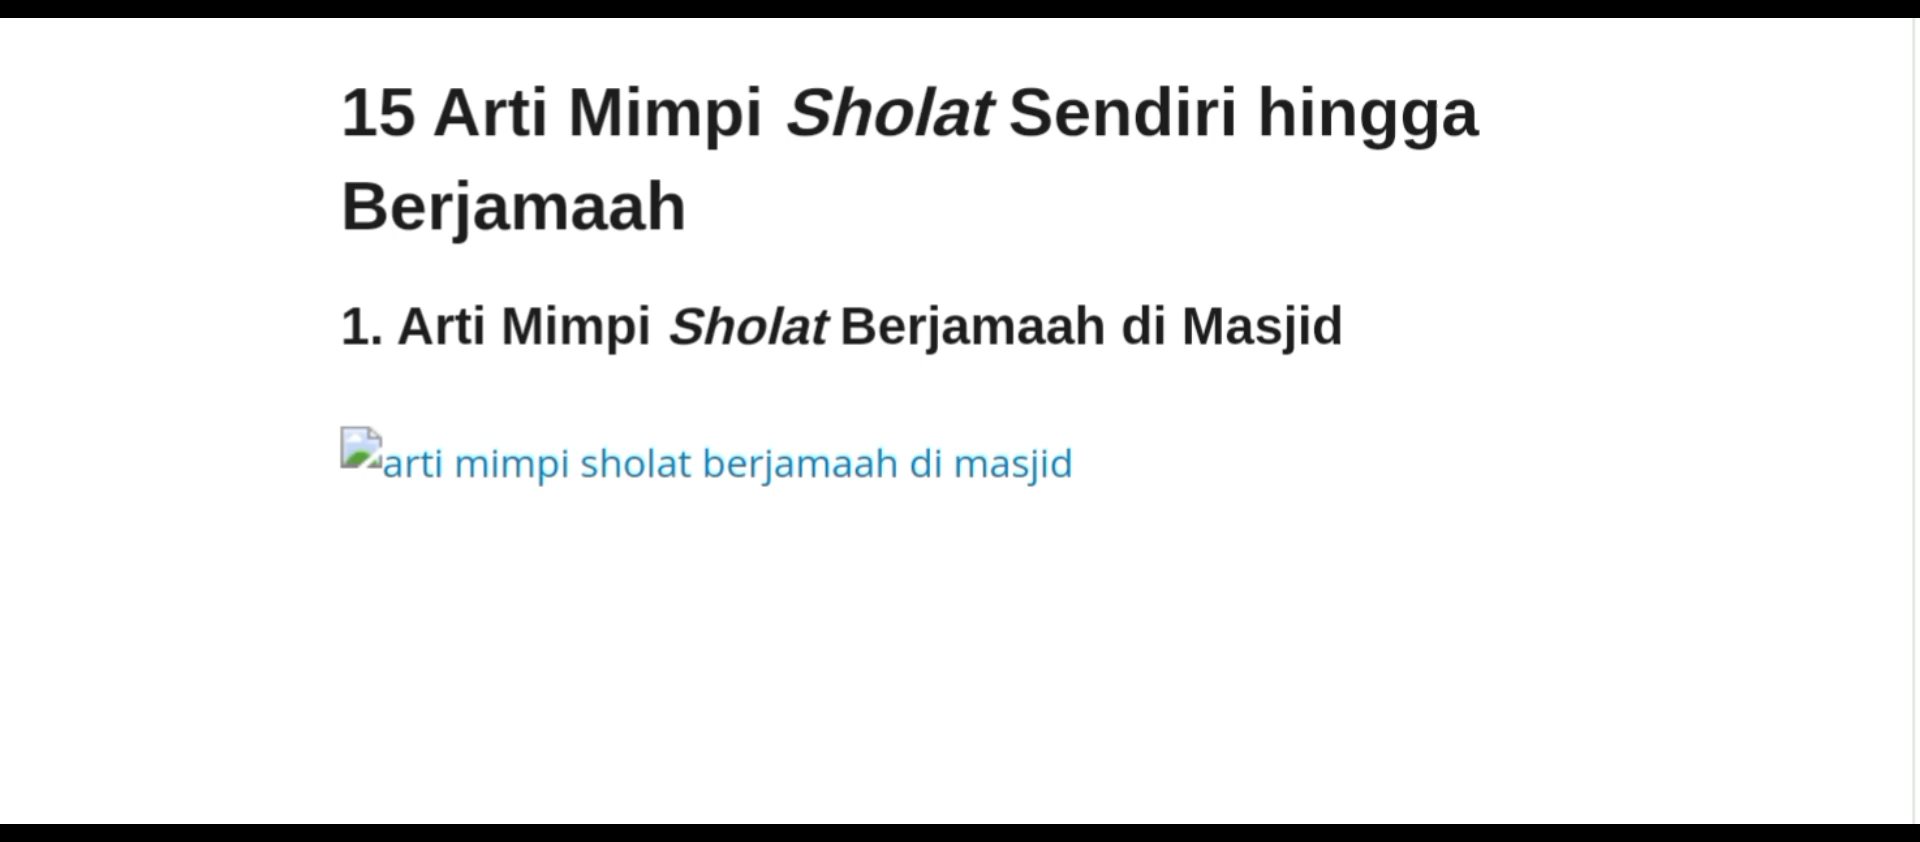 15 Arti Mimpi Sholat Sendiri hingga
Berjamaah
1. Arti Mimpi Sholat Berjamaah di Masjid
arti mimpi sholat berjamaah di masjid